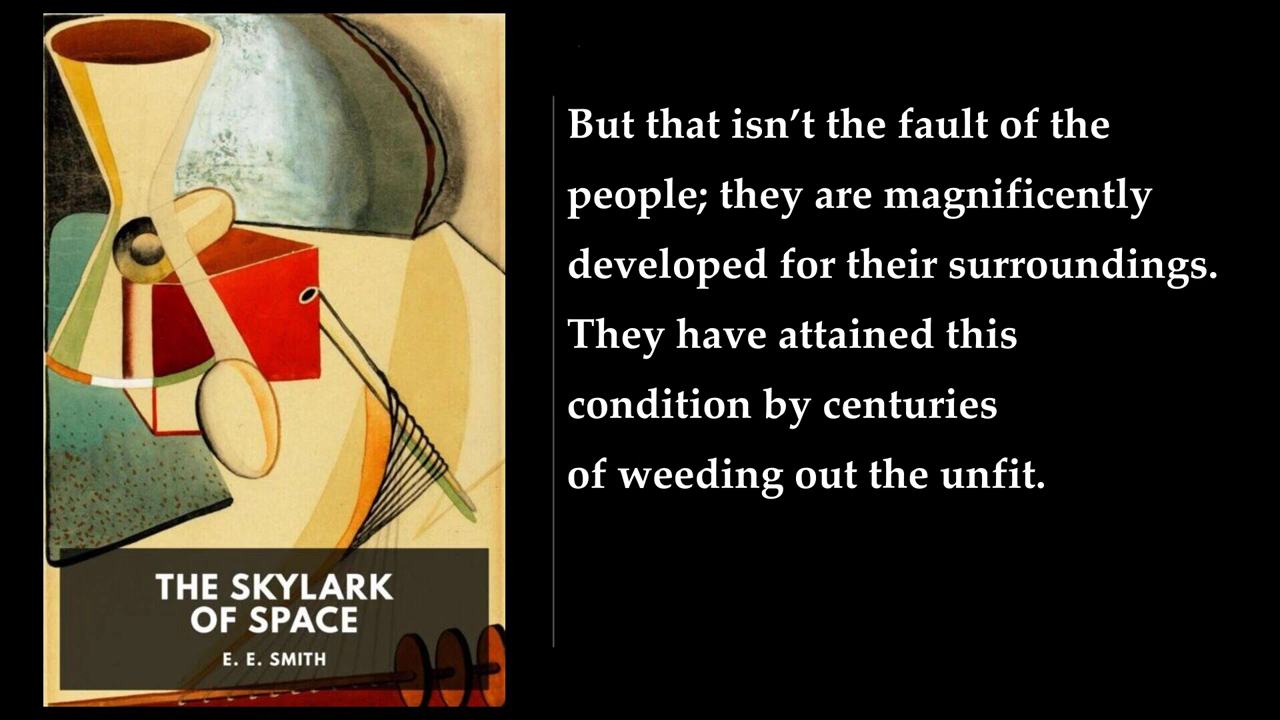 THE SKYLARK
OF SPACE
E. E. SMITH
But that isn’t the fault of the
people; they are magnificently
developed for their surroundings.
They have attained this
condition by centuries
of weeding out the unfit.